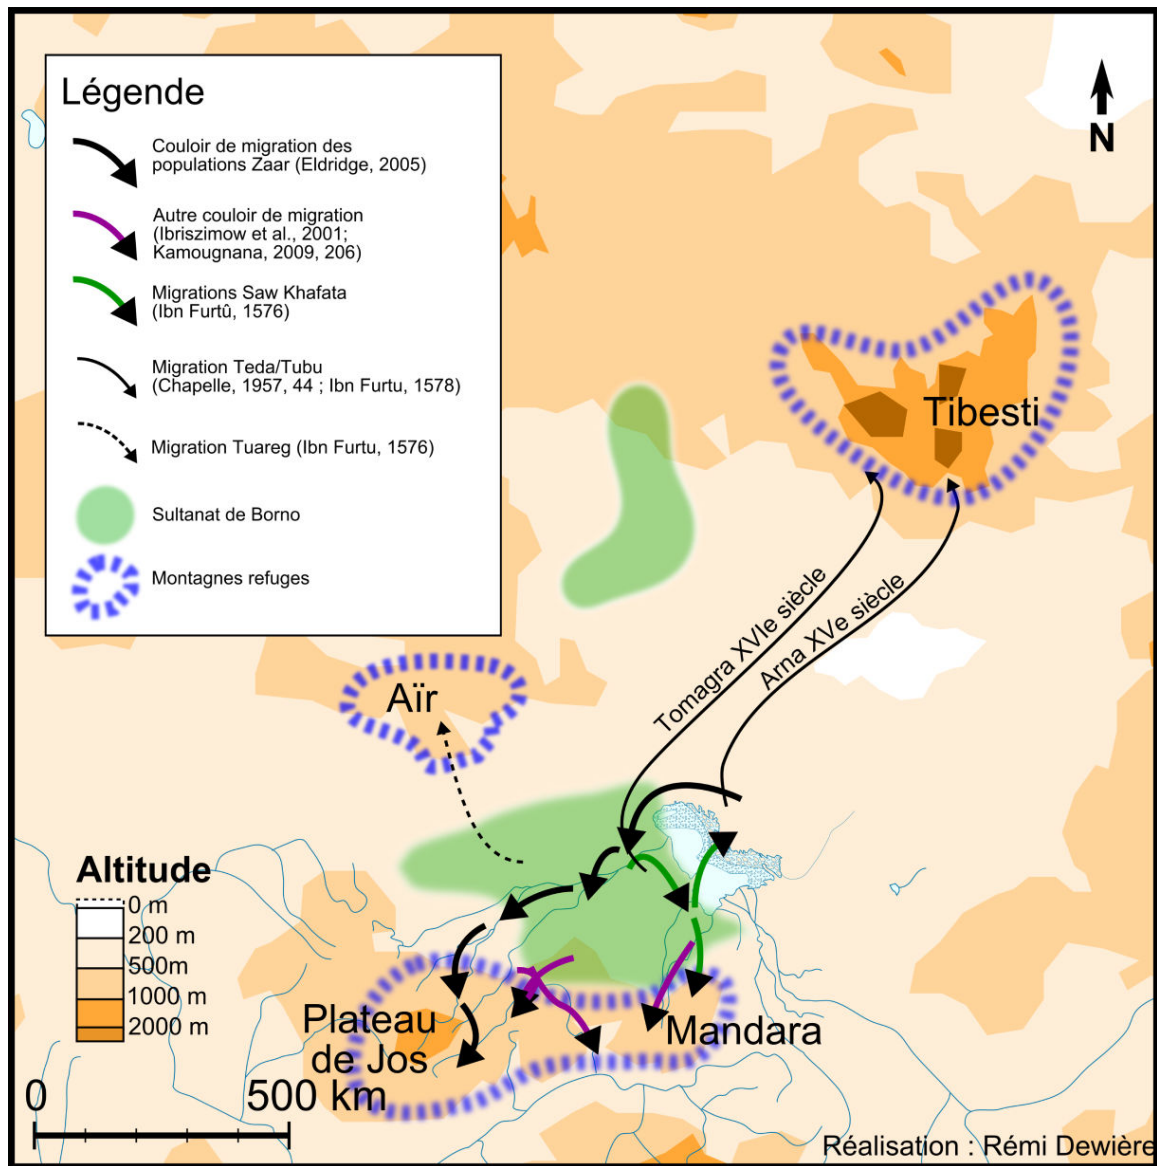 Légende
Couloir de migration des
populations Zaar (Eldridge, 2005)
Autre couloir de migration
(Ibriszimow et al., 2001;
Kamougnana, 2009, 206)
Migrations Saw Khafata
(Ibn Furtû, 1576)
Migration Teda/Tubu
(Chapelle, 1957, 44 ; Ibn Furtu, 1578)
Migration Tuareg (Ibn Furtu, 1576)
Sultanat de Borno
Montagnes refuges
N
Tibesti
Tomagra XVIe siècle
Arna XVe siècle
Aïr
Altitude
0 m
200 m
500m
1000 m
2000 m
Plateau
de Jos
Mandara
0
500 km
Réalisation : Rémi Dewière